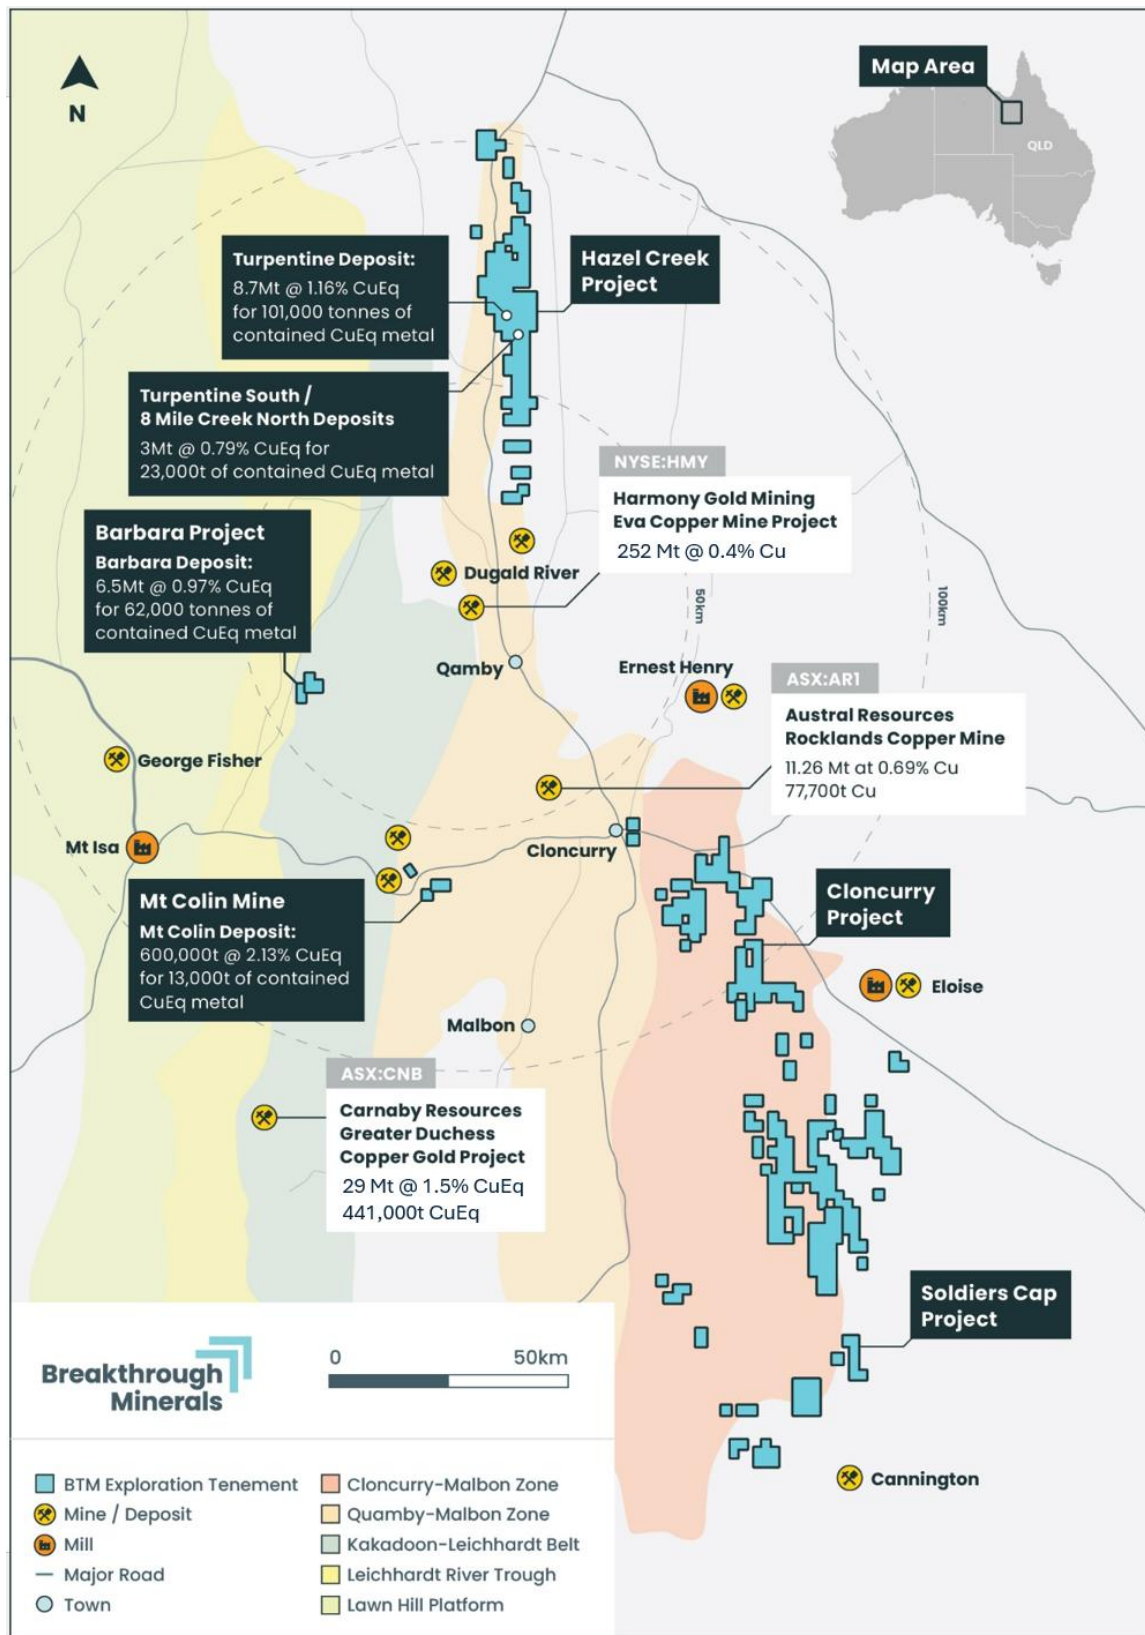 Map Area
N
QLD
Turpentine Deposit:
8.7Mt @ 1.16% CuEq
for 101,000 tonnes of
contained CuEq metal
Hazel Creek
Project
Turpentine South /
8 Mile Creek North Deposits
3Mt @ 0.79% CuEq for
23,000t of contained CuEq metal
NYSE:HMY
Harmony Gold Mining
Eva Copper Mine Project
252 Mt @ 0.4% Cu
Barbara Project
Barbara Deposit:
6.5Mt @ 0.97% CuEq
for 62,000 tonnes of
contained CuEq metal
Dugald River
50km
100km
Qamby
Ernest Henry
ASX:AR1
Austral Resources
Rocklands Copper Mine
11.26 Mt at 0.69% Cu
77,700t Cu
George Fisher
Mt Isa
Cloncurry
Mt Colin Mine
Mt Colin Deposit:
600,000t @ 2.13% CuEq
for 13,000t of contained
CuEq metal
Cloncurry
Project
Eloise
Malbon
ASX:CNB
Carnaby Resources
Greater Duchess
Copper Gold Project
29 Mt @ 1.5% CuEq
441,000t CuEq
Soldiers Cap
Project
Breakthrough
Minerals
0 50km
Cannington
BTM Exploration Tenement
Mine / Deposit
Mill
Major Road
Town
Cloncurry-Malbon Zone
Quamby-Malbon Zone
Kakadoon-Leichhardt Belt
Leichhardt River Trough
Lawn Hill Platform